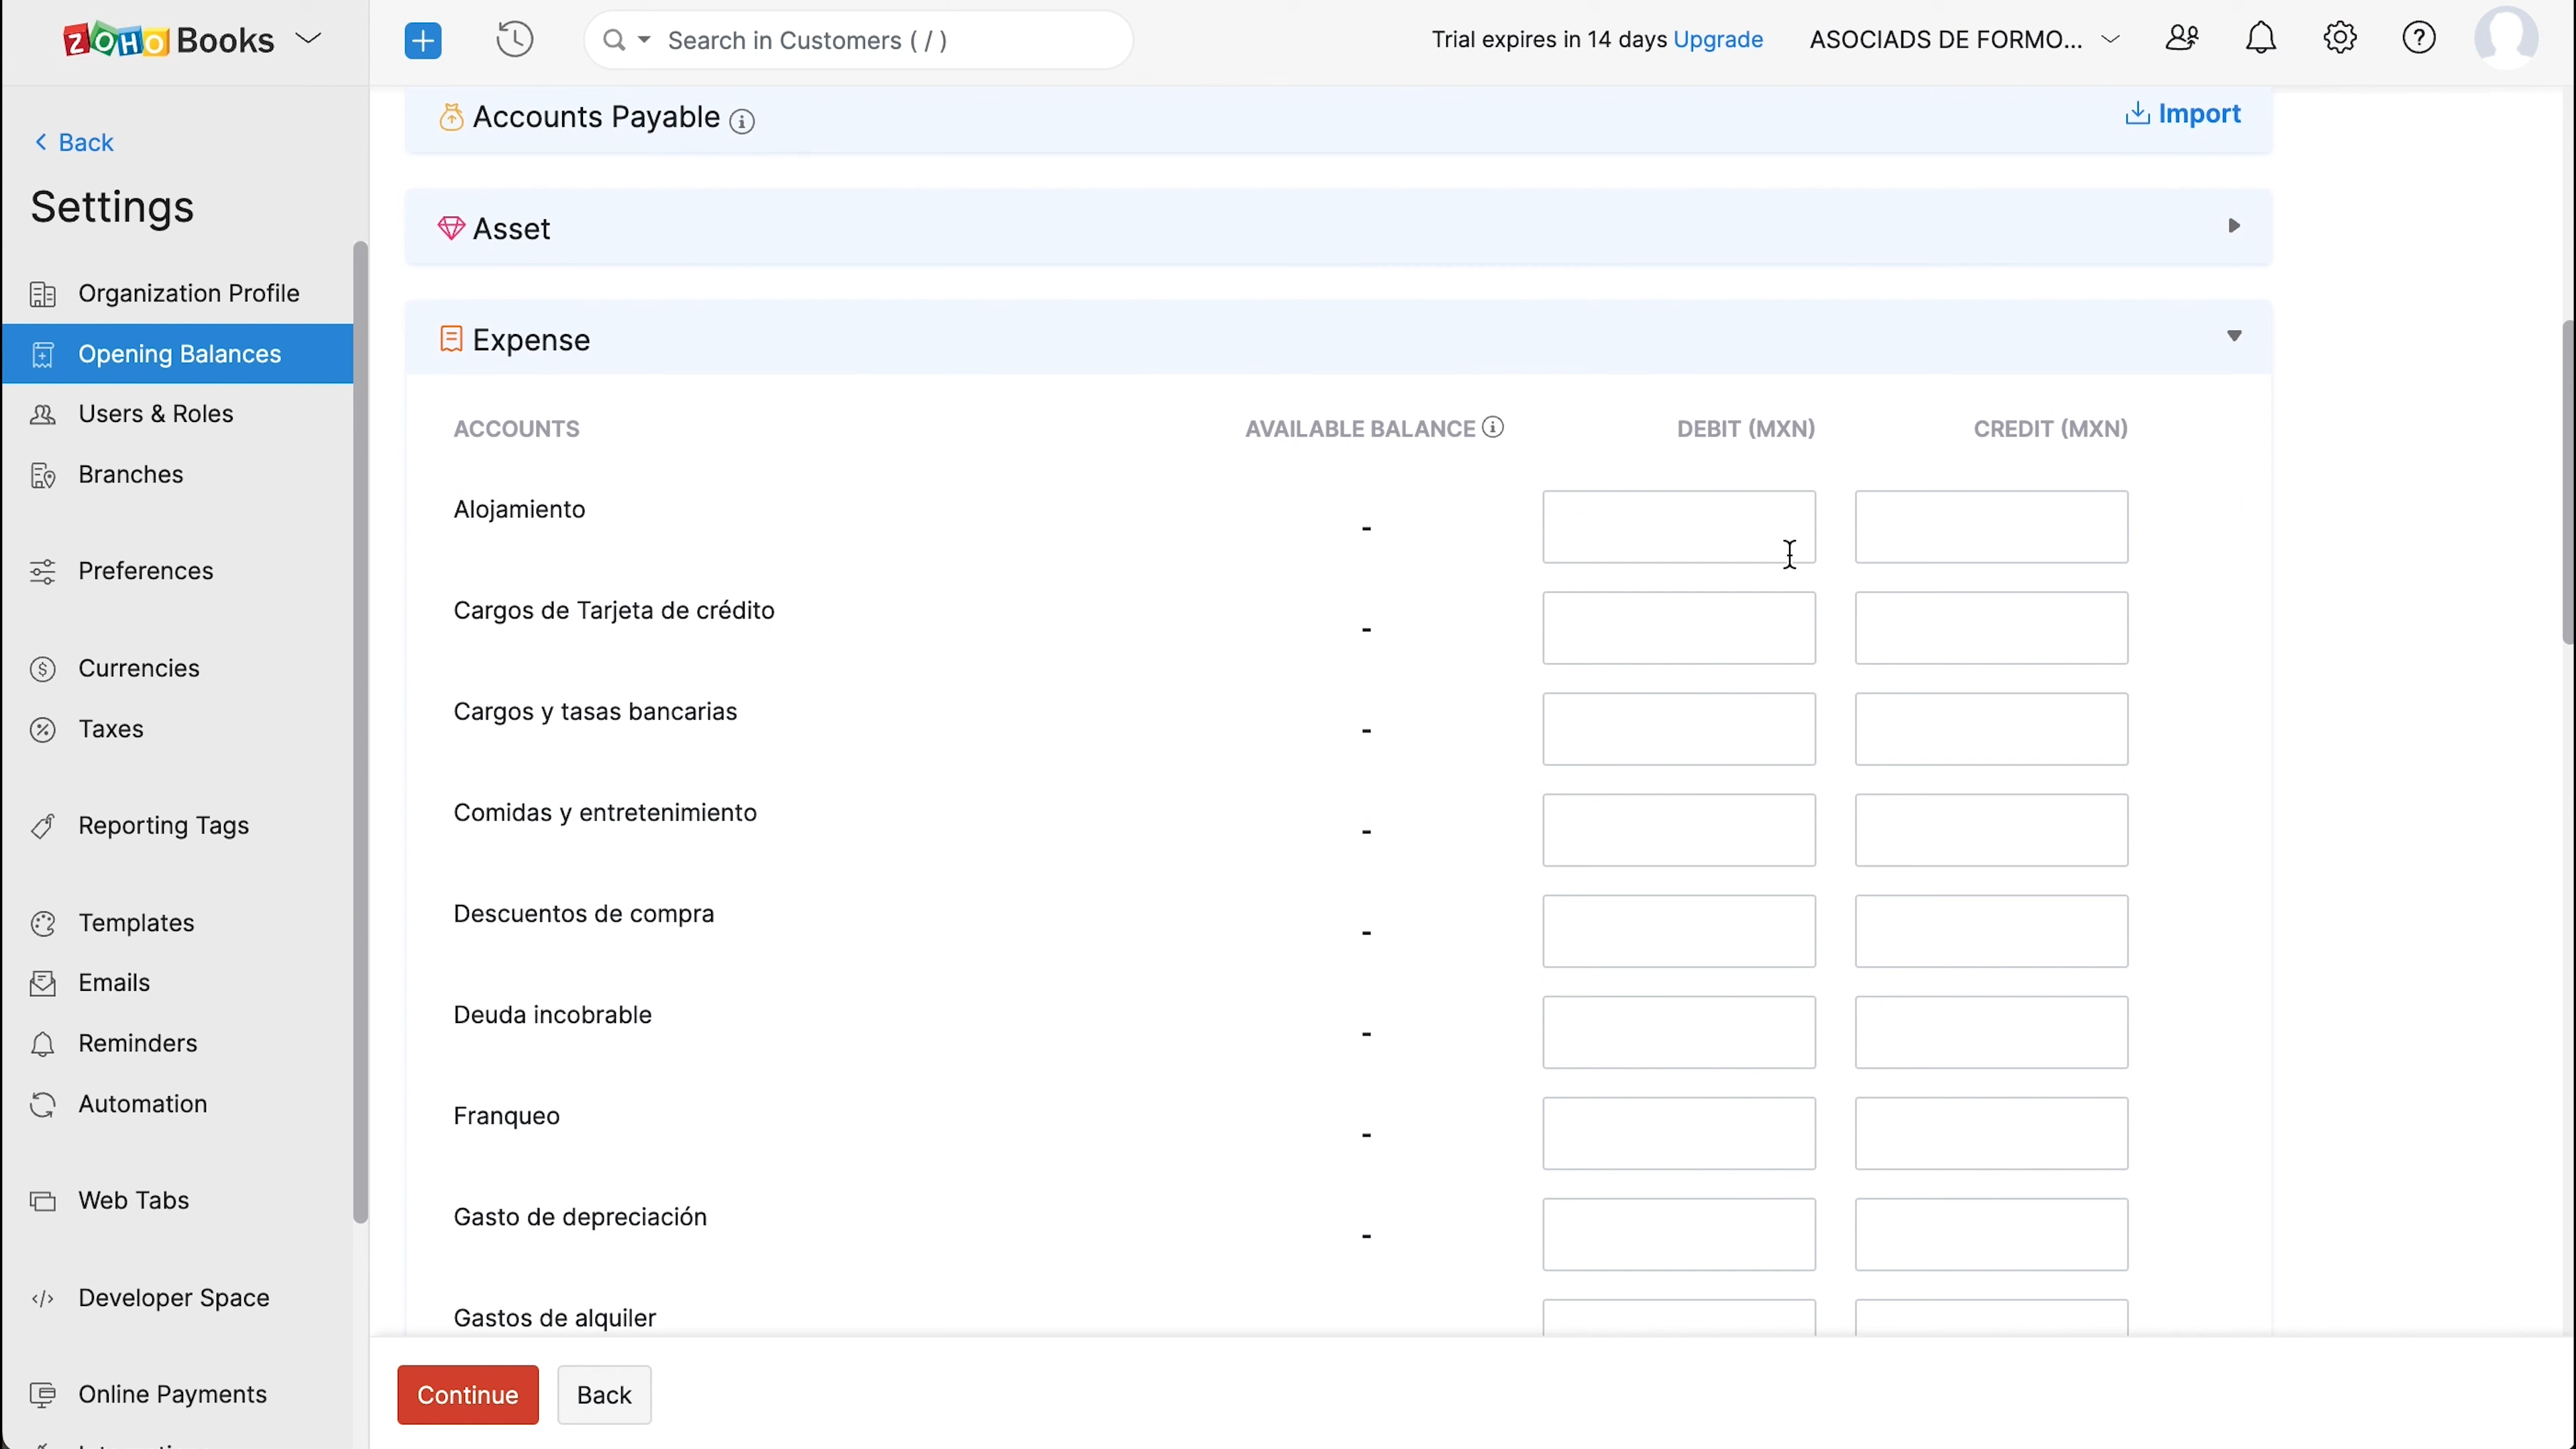 ZOHO Books
Search in Customers ( / )
Trial expires in 14 days Upgrade
ASOCIADS DE FORMO...
Back
Settings
Organization Profile
Opening Balances
Users & Roles
Branches
Preferences
Currencies
Taxes
Reporting Tags
Templates
Emails
Reminders
Automation
Web Tabs
Developer Space
Online Payments
Accounts Payable
Import
Asset
Expense
ACCOUNTS AVAILABLE BALANCE DEBIT (MXN) CREDIT (MXN)
Alojamiento -
Cargos de Tarjeta de crédito -
Cargos y tasas bancarias -
Comidas y entretenimiento -
Descuentos de compra -
Deuda incobrable -
Franqueo -
Gasto de depreciación -
Gastos de alquiler
Continue Back